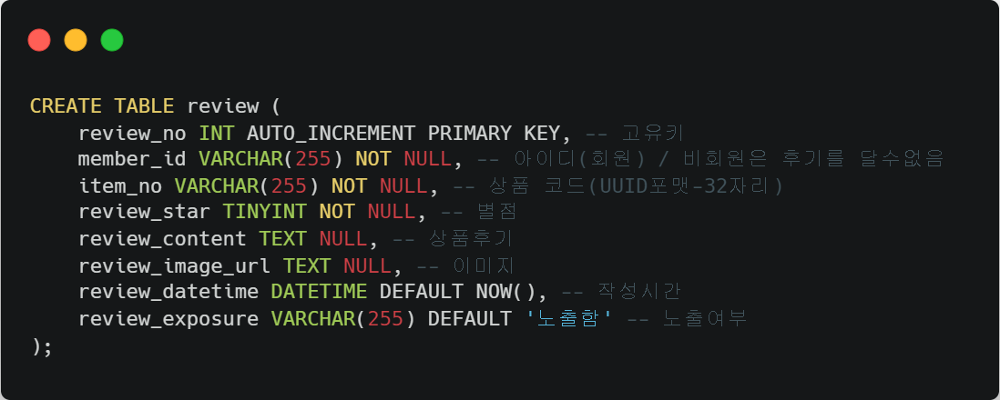 CREATE TABLE review (
    review_no INT AUTO_INCREMENT PRIMARY KEY, -- 고유키
    member_id VARCHAR(255) NOT NULL, -- 아이디(회원) / 비회원은 후기를 달수없음
    item_no VARCHAR(255) NOT NULL, -- 상품 코드(UUID포맷-32자리)
    review_star TINYINT NOT NULL, -- 별점
    review_content TEXT NULL, -- 상품후기
    review_image_url TEXT NULL, -- 이미지
    review_datetime DATETIME DEFAULT NOW(), -- 작성시간
    review_exposure VARCHAR(255) DEFAULT '노출함' -- 노출여부
);